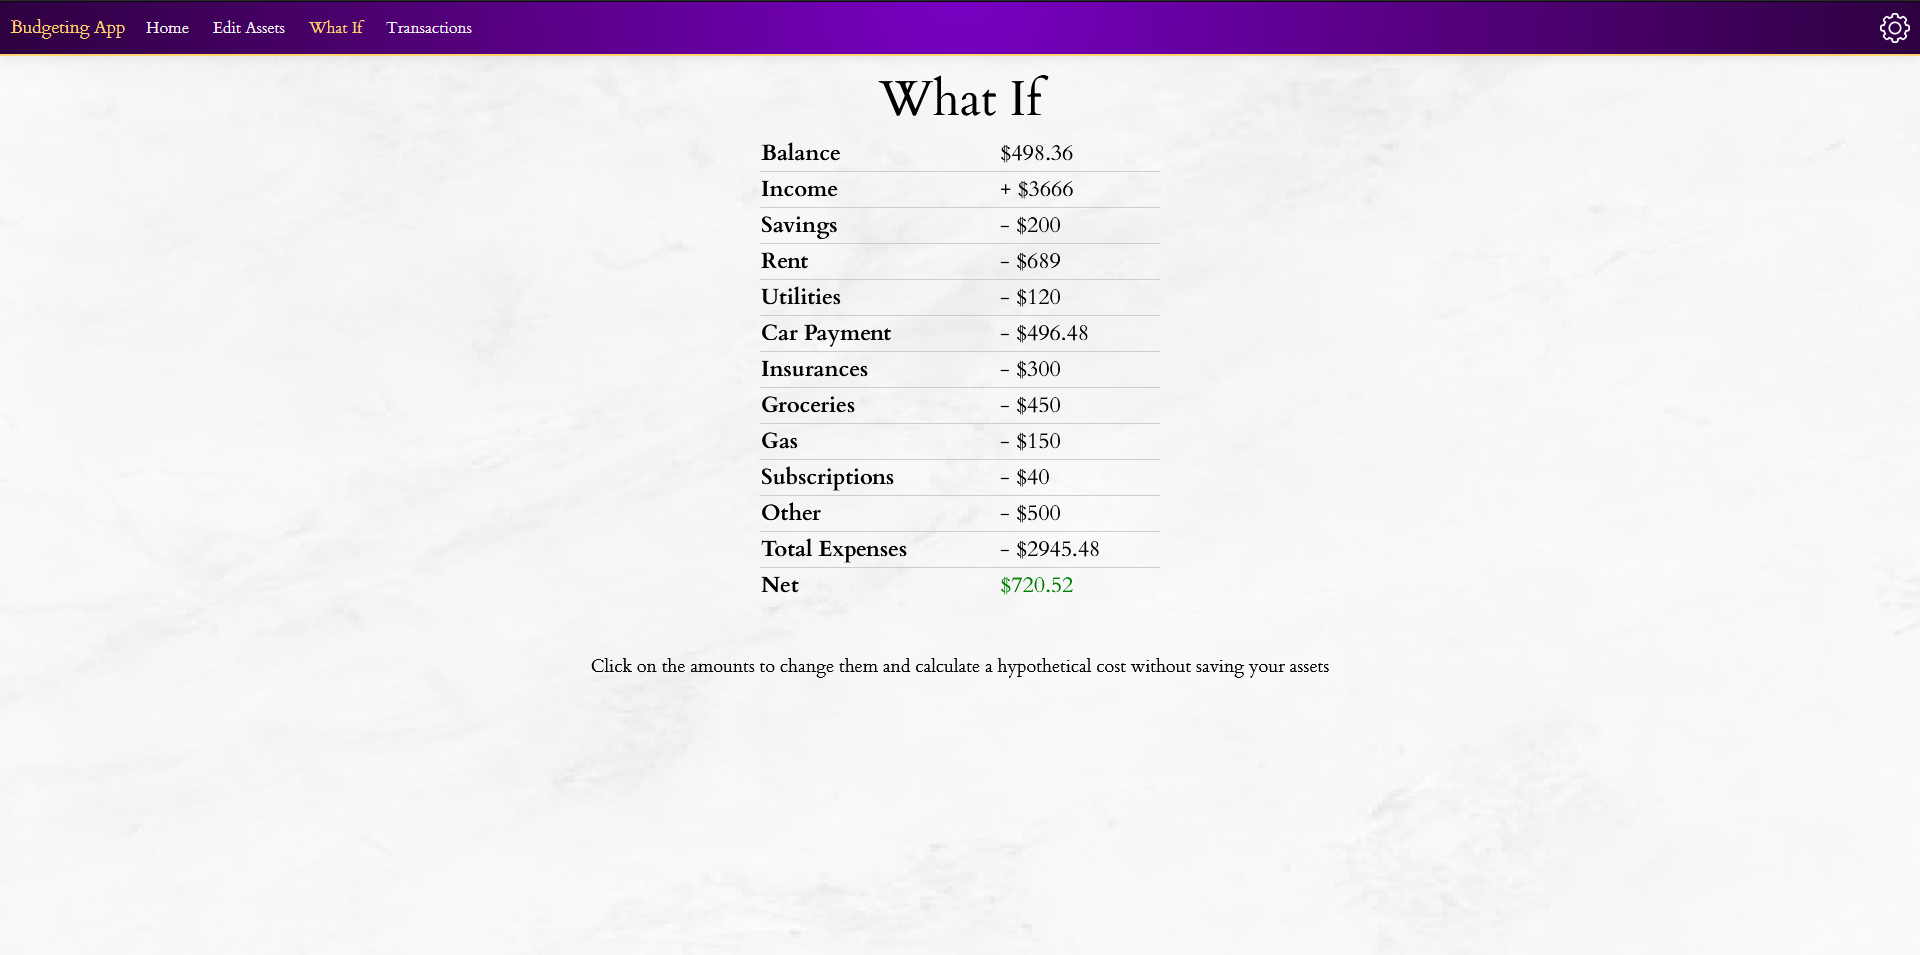 Budgeting App Home Edit Assets What If Transactions
What If
Balance $498.36
Income + $3666
Savings - $200
Rent - $689
Utilities - $120
Car Payment - $496.48
Insurances - $300
Groceries - $450
Gas - $150
Subscriptions - $40
Other - $500
Total Expenses - $2945.48
Net $720.52
Click on the amounts to change them and calculate a hypothetical cost without saving your assets